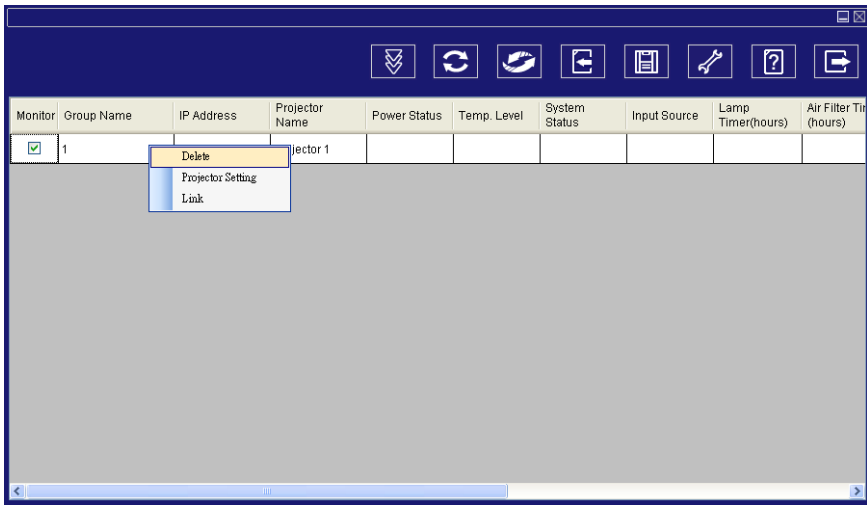 Monitor Group Name IP Address Projector Name Power Status Temp. Level System Status Input Source Lamp Timer(hours) Air Filter Tir (hours)
1 jector 1
Delete
Projector Setting
Link